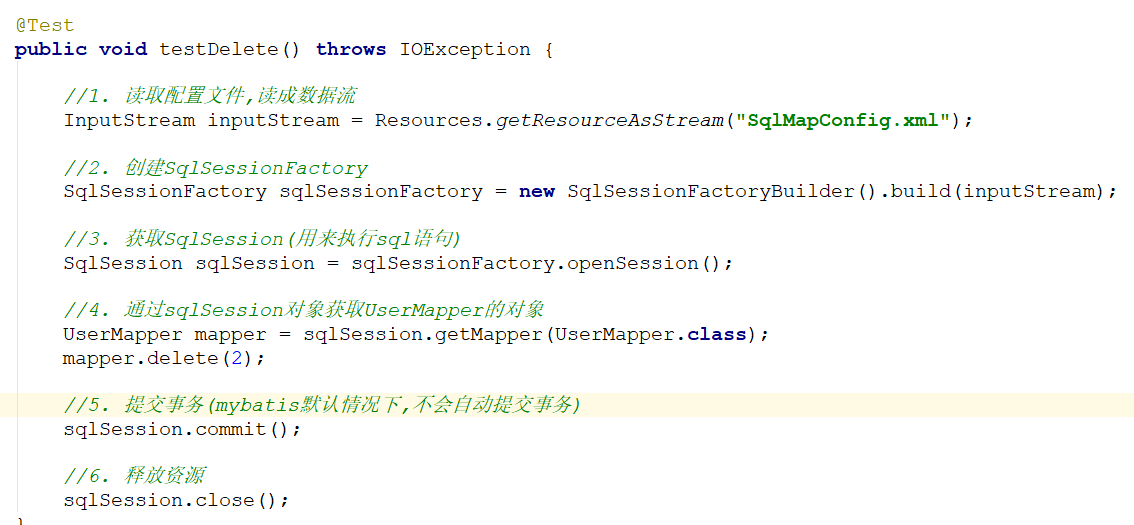 @Test
public void testDelete() throws IOException {
//1. 读取配置文件,读成数据流
InputStream inputStream = Resources.getResourceAsStream("SqlMapConfig.xml");
//2. 创建SqlSessionFactory
SqlSessionFactory sqlSessionFactory = new SqlSessionFactoryBuilder().build(inputStream);
//3. 获取SqlSession(用来执行sql语句)
SqlSession sqlSession = sqlSessionFactory.openSession();
//4. 通过sqlSession对象获取UserMapper的对象
UserMapper mapper = sqlSession.getMapper(UserMapper.class);
mapper.delete(2);
//5. 提交事务(mybatis默认情况下,不会自动提交事务)
sqlSession.commit();
//6. 释放资源
sqlSession.close();
}